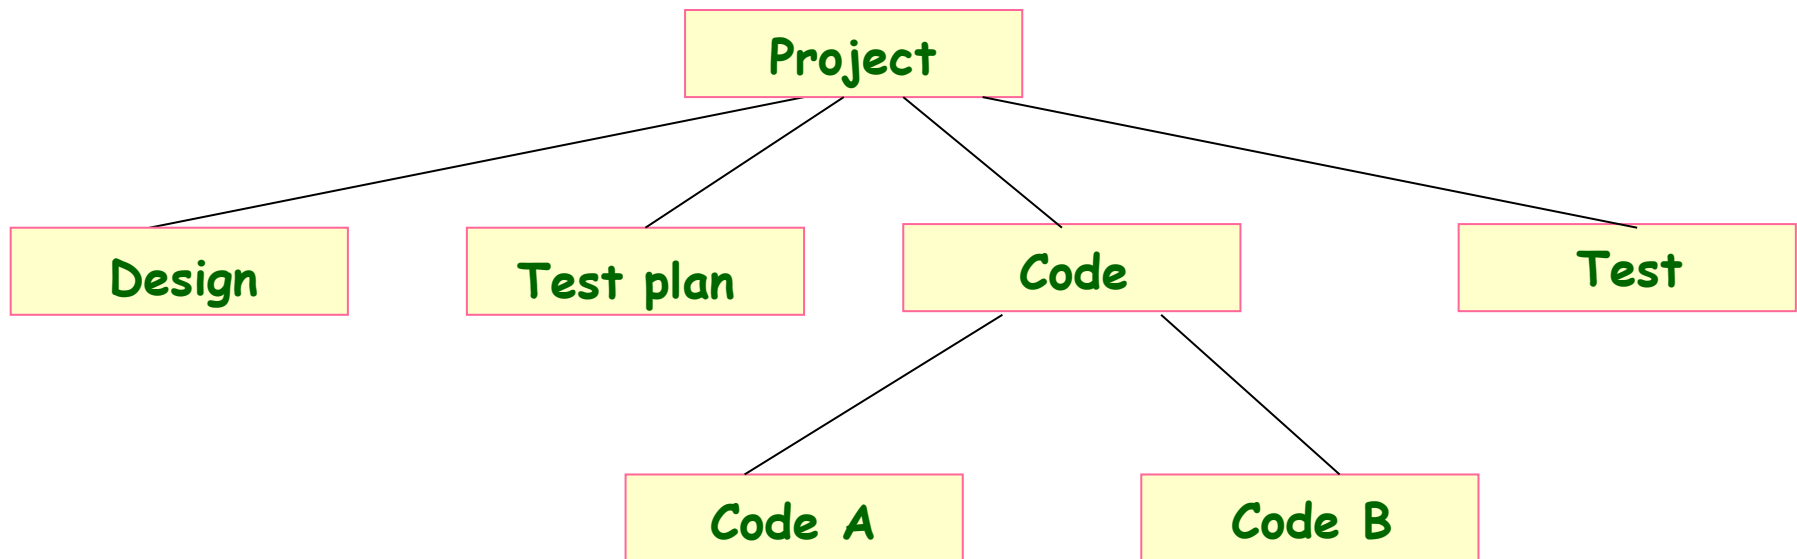 Project
Design
Test plan
Code
Test
Code A
Code B